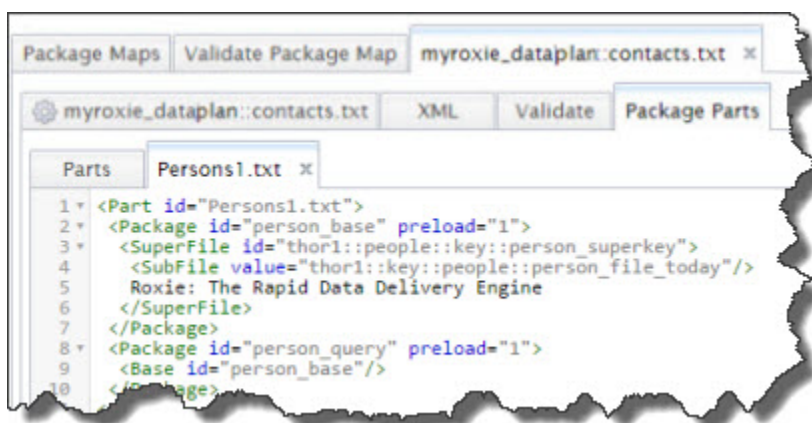 Package Maps Validate Package Map myroxie_dataplan::contacts.txt ×
myroxie_dataplan::contacts.txt XML Validate Package Parts
Parts Persons1.txt ×
1 <Part id="Persons1.txt">
2 <Package id="person_base" preload="1">
3 <SuperFile id="thor1::people::key::person_superkey">
4 <SubFile value="thor1::key::people::person_file_today"/>
5 Roxie: The Rapid Data Delivery Engine
6 </SuperFile>
7 </Package>
8 <Package id="person_query" preload="1">
9 <Base id="person_base"/>
10 </Package>